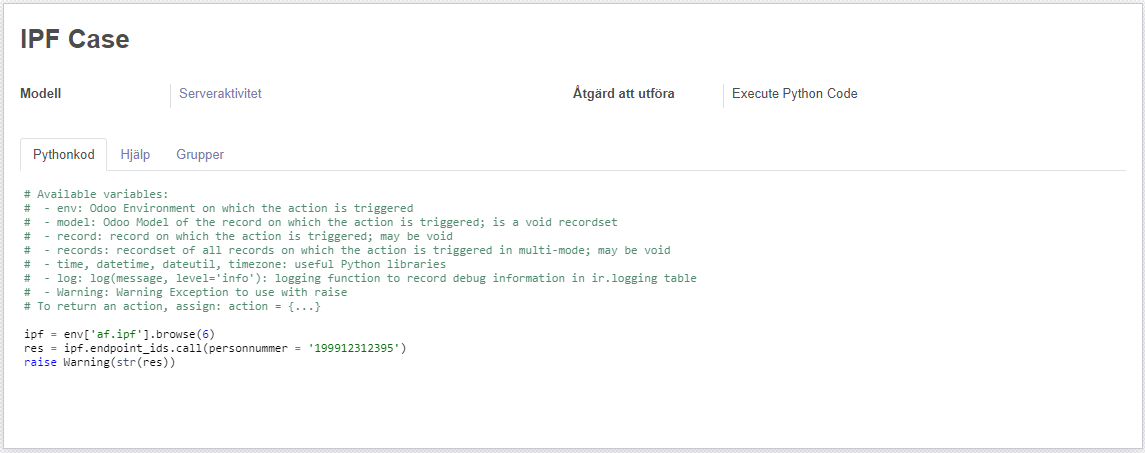 IPF Case
Modell Serveraktivitet Åtgärd att utföra Execute Python Code
Pythonkod Hjälp Grupper
# Available variables:
#  - env: Odoo Environment on which the action is triggered
#  - model: Odoo Model of the record on which the action is triggered; is a void recordset
#  - record: record on which the action is triggered; may be void
#  - records: recordset of all records on which the action is triggered in multi-mode; may be void
#  - time, datetime, dateutil, timezone: useful Python libraries
#  - log: log(message, level='info'): logging function to record debug information in ir.logging table
#  - Warning: Warning Exception to use with raise
# To return an action, assign: action = {...}
ipf = env['af.ipf'].browse(6)
res = ipf.endpoint_ids.call(personnummer = '199912312395')
raise Warning(str(res))